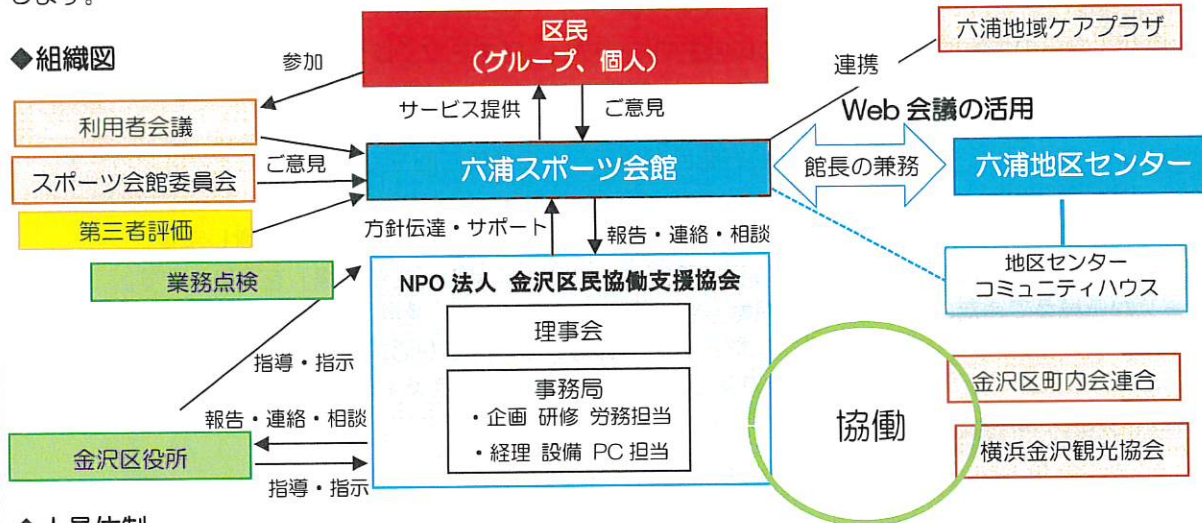 します。
◆組織図
区民
(グループ、個人)
六浦地域ケアプラザ
参加
連携
サービス提供
ご意見
Web 会議の活用
利用者会議
六浦スポーツ会館
館長の兼務
六浦地区センター
スポーツ会館委員会
ご意見
第三者評価
方針伝達・サポート
報告・連絡・相談
業務点検
NPO 法人 金沢区民協働支援協会
地区センター
コミュニティハウス
理事会
指導・指示
事務局
・企画 研修 労務担当
・経理 設備 PC 担当
協働
金沢区町内会連合
横浜金沢観光協会
報告・連絡・相談
金沢区役所
指導・指示